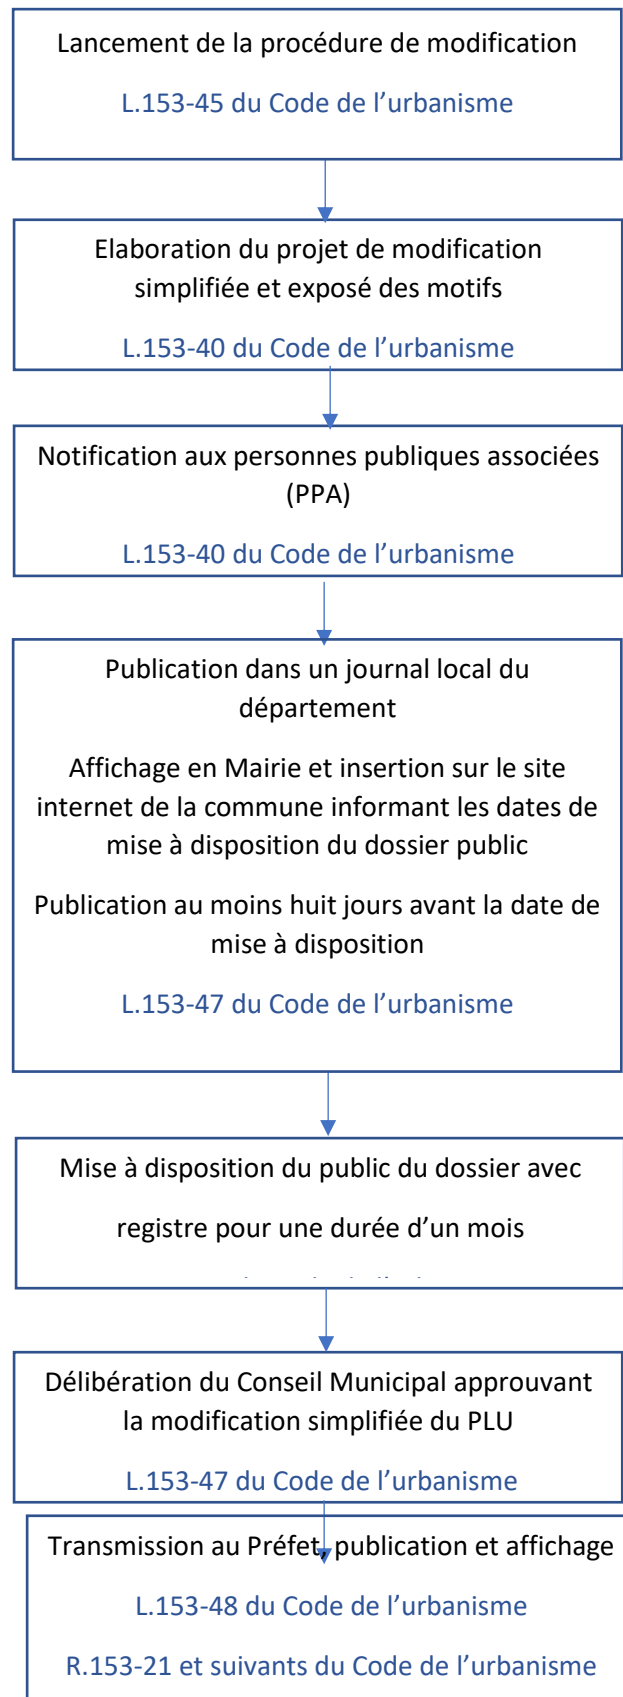 Lancement de la procédure de modification
L.153-45 du Code de l’urbanisme
Elaboration du projet de modification
simplifiée et exposé des motifs
L.153-40 du Code de l’urbanisme
Notification aux personnes publiques associées
(PPA)
L.153-40 du Code de l’urbanisme
Publication dans un journal local du
département
Affichage en Mairie et insertion sur le site
internet de la commune informant les dates de
mise à disposition du dossier public
Publication au moins huit jours avant la date de
mise à disposition
L.153-47 du Code de l’urbanisme
Mise à disposition du public du dossier avec
registre pour une durée d’un mois
Délibération du Conseil Municipal approuvant
la modification simplifiée du PLU
L.153-47 du Code de l’urbanisme
Transmission au Préfet, publication et affichage
L.153-48 du Code de l’urbanisme
R.153-21 et suivants du Code de l’urbanisme